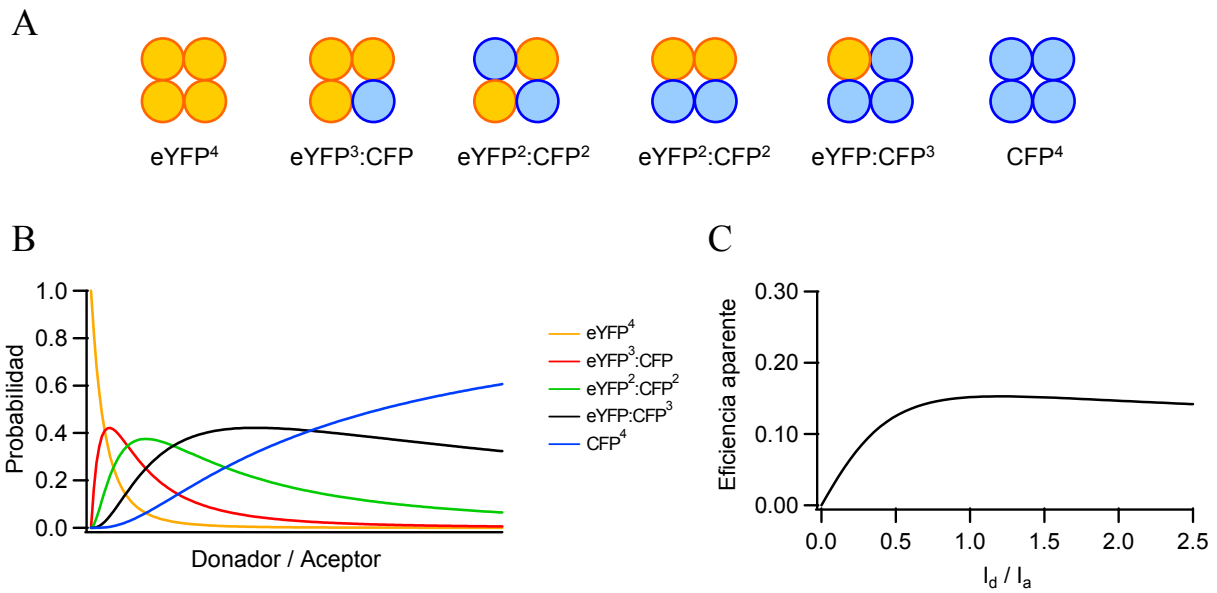 A
eYFP⁴ eYFP³:CFP eYFP²:CFP² eYFP²:CFP² eYFP:CFP³ CFP⁴
B
Probabilidad
1.0
0.8
0.6
0.4
0.2
0.0
Donador / Aceptor
eYFP⁴
eYFP³:CFP
eYFP²:CFP²
eYFP:CFP³
CFP⁴
C
Eficiencia aparente
0.30
0.20
0.10
0.00
0.0 0.5 1.0 1.5 2.0 2.5
I_d / I_a